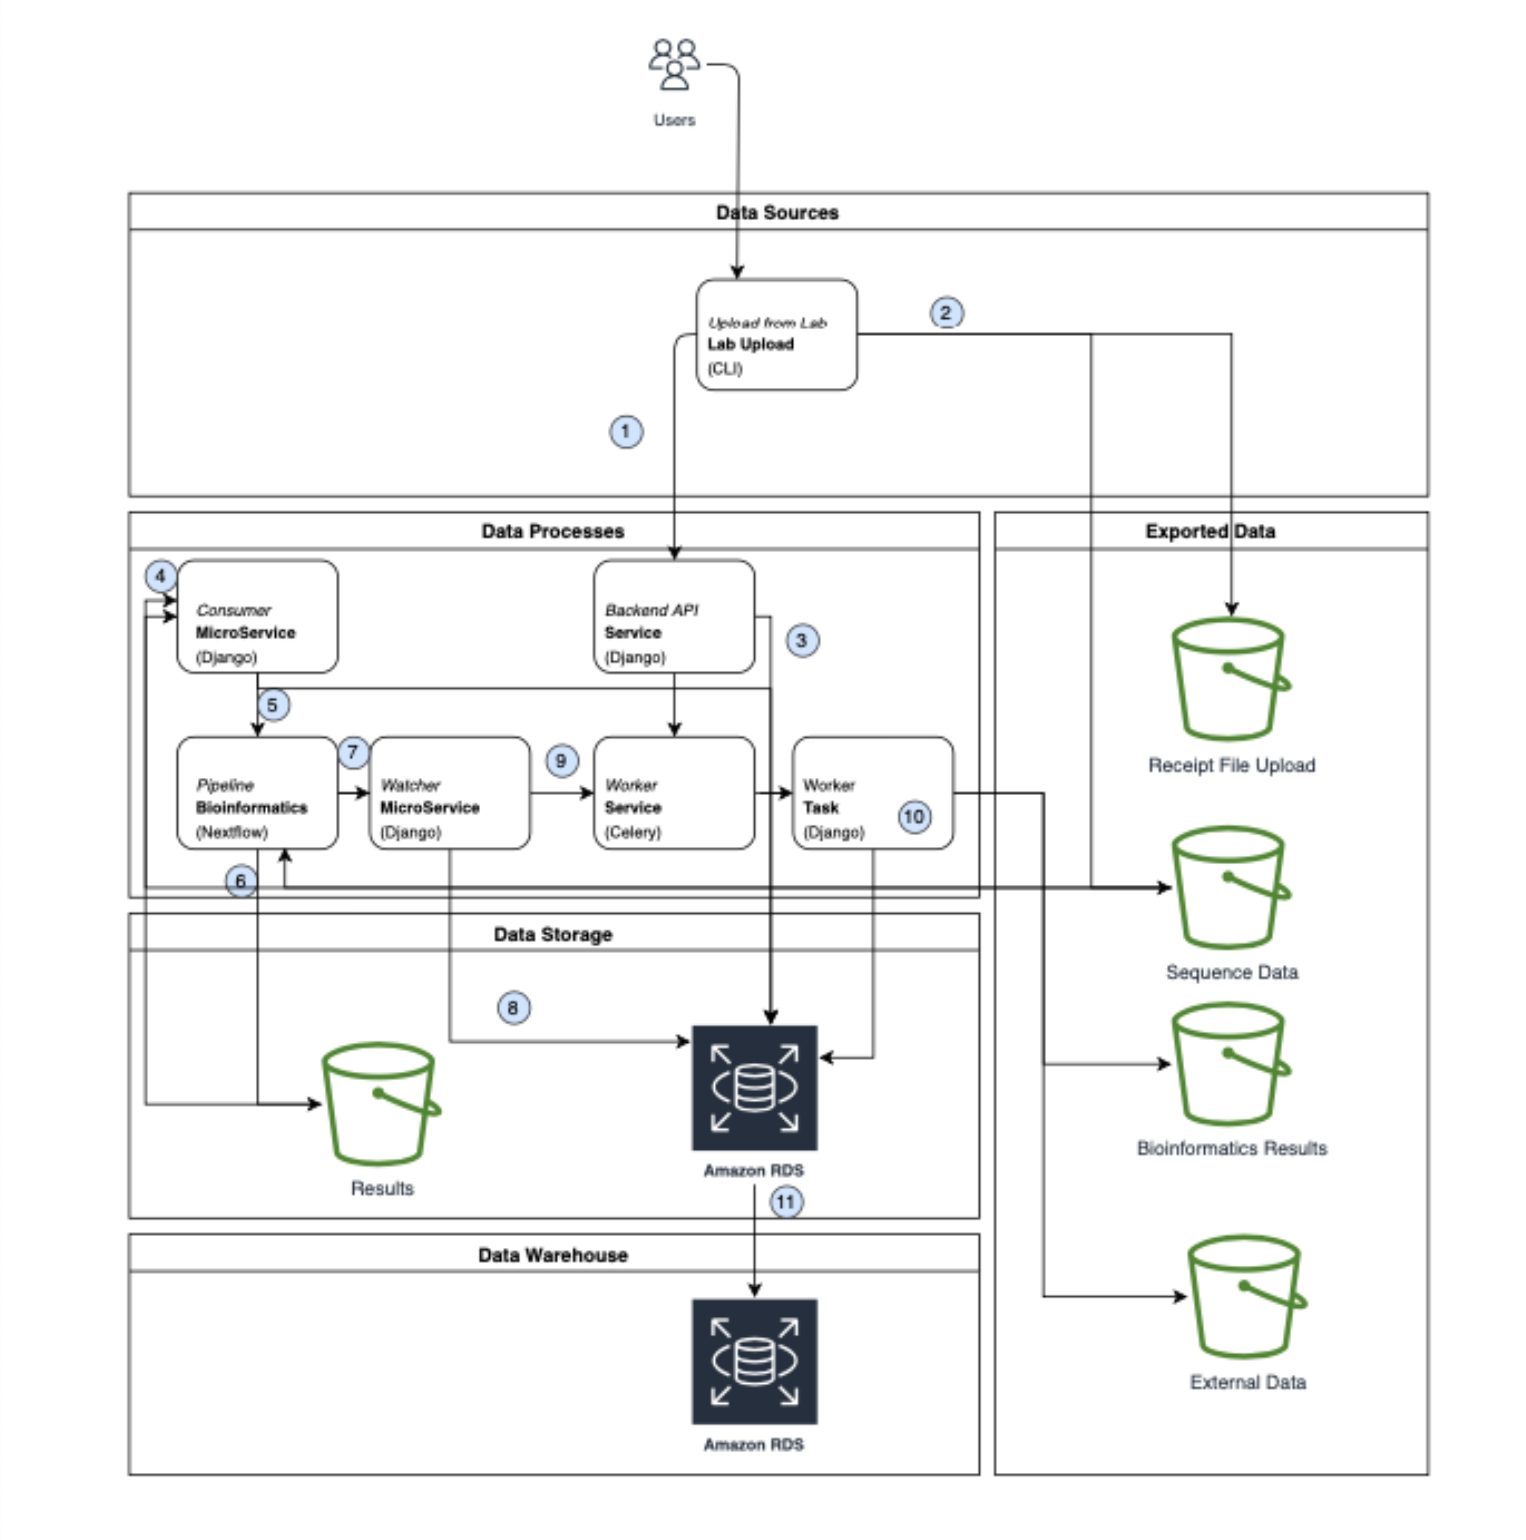 Users
Data Sources
2
Upload from Lab
Lab Upload
(CLI)
1
Data Processes
Exported Data
4
Consumer
MicroService
(Django)
Backend API
Service
(Django)
3
5
7
9
Pipeline
Bioinformatics
(Nextflow)
Watcher
MicroService
(Django)
Worker
Service
(Celery)
Worker
Task
(Django)
10
Receipt File Upload
6
Data Storage
Sequence Data
8
Bioinformatics Results
Amazon RDS
Results
11
Data Warehouse
External Data
Amazon RDS